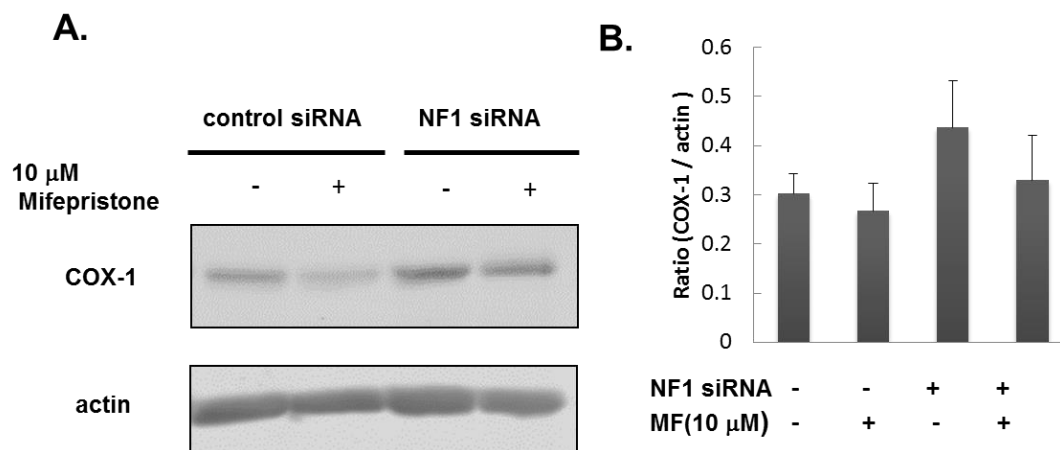 A.
control siRNA NF1 siRNA
10 μM
Mifepristone - + - +
COX-1
actin
B.
Ratio (COX-1 / actin )
0.6
0.5
0.4
0.3
0.2
0.1
0
NF1 siRNA - - + +
MF(10 μM) - + - +